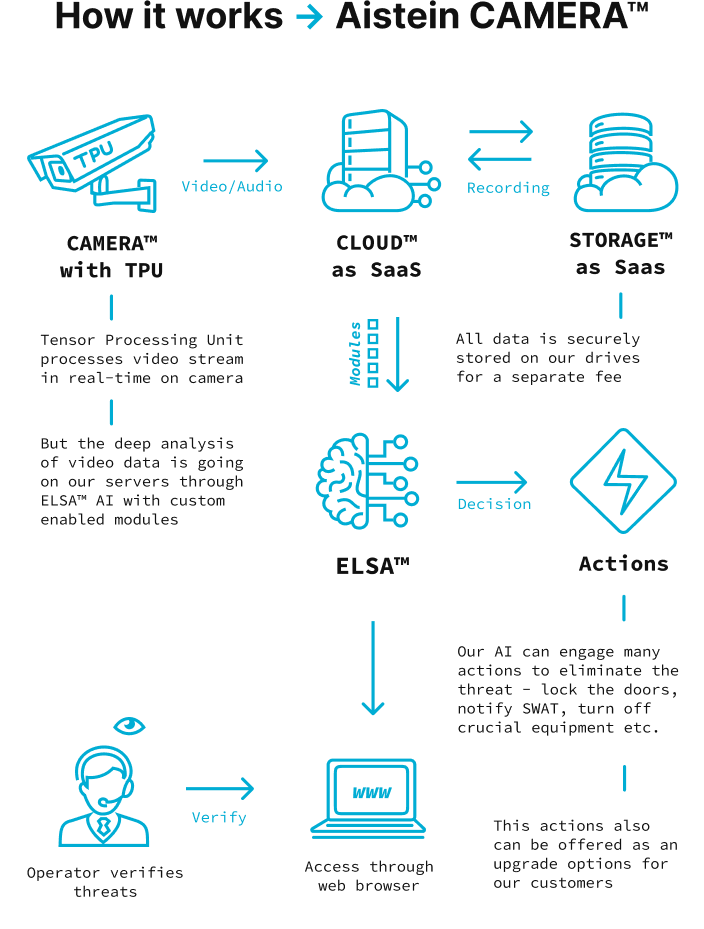 How it works → Aistein CAMERA™
TPU
Video/Audio
Recording
CAMERA™
with TPU
CLOUD™
as SaaS
STORAGE™
as Saas
Tensor Processing Unit
processes video stream
in real-time on camera
Modules
All data is securely
stored on our drives
for a separate fee
But the deep analysis
of video data is going
on our servers through
ELSA™ AI with custom
enabled modules
Decision
ELSA™
Actions
Our AI can engage many
actions to eliminate the
threat - lock the doors,
notify SWAT, turn off
crucial equipment etc.
Verify
WWW
Operator verifies
threats
Access through
web browser
This actions also
can be offered as an
upgrade options for
our customers